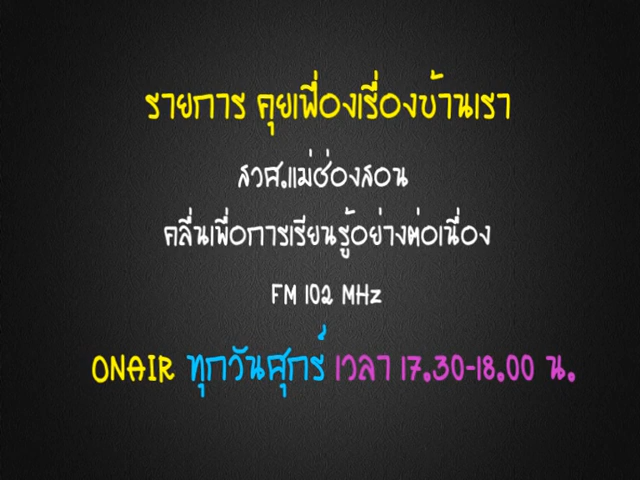 รายการ คุยเฟื่องเรื่องบ้านเรา
สวศ.แม่ฮ่องสอน
คลื่นเพื่อการเรียนรู้อย่างต่อเนื่อง
FM 102 MHz
ONAIR ทุกวันศุกร์ เวลา 17.30-18.00 น.